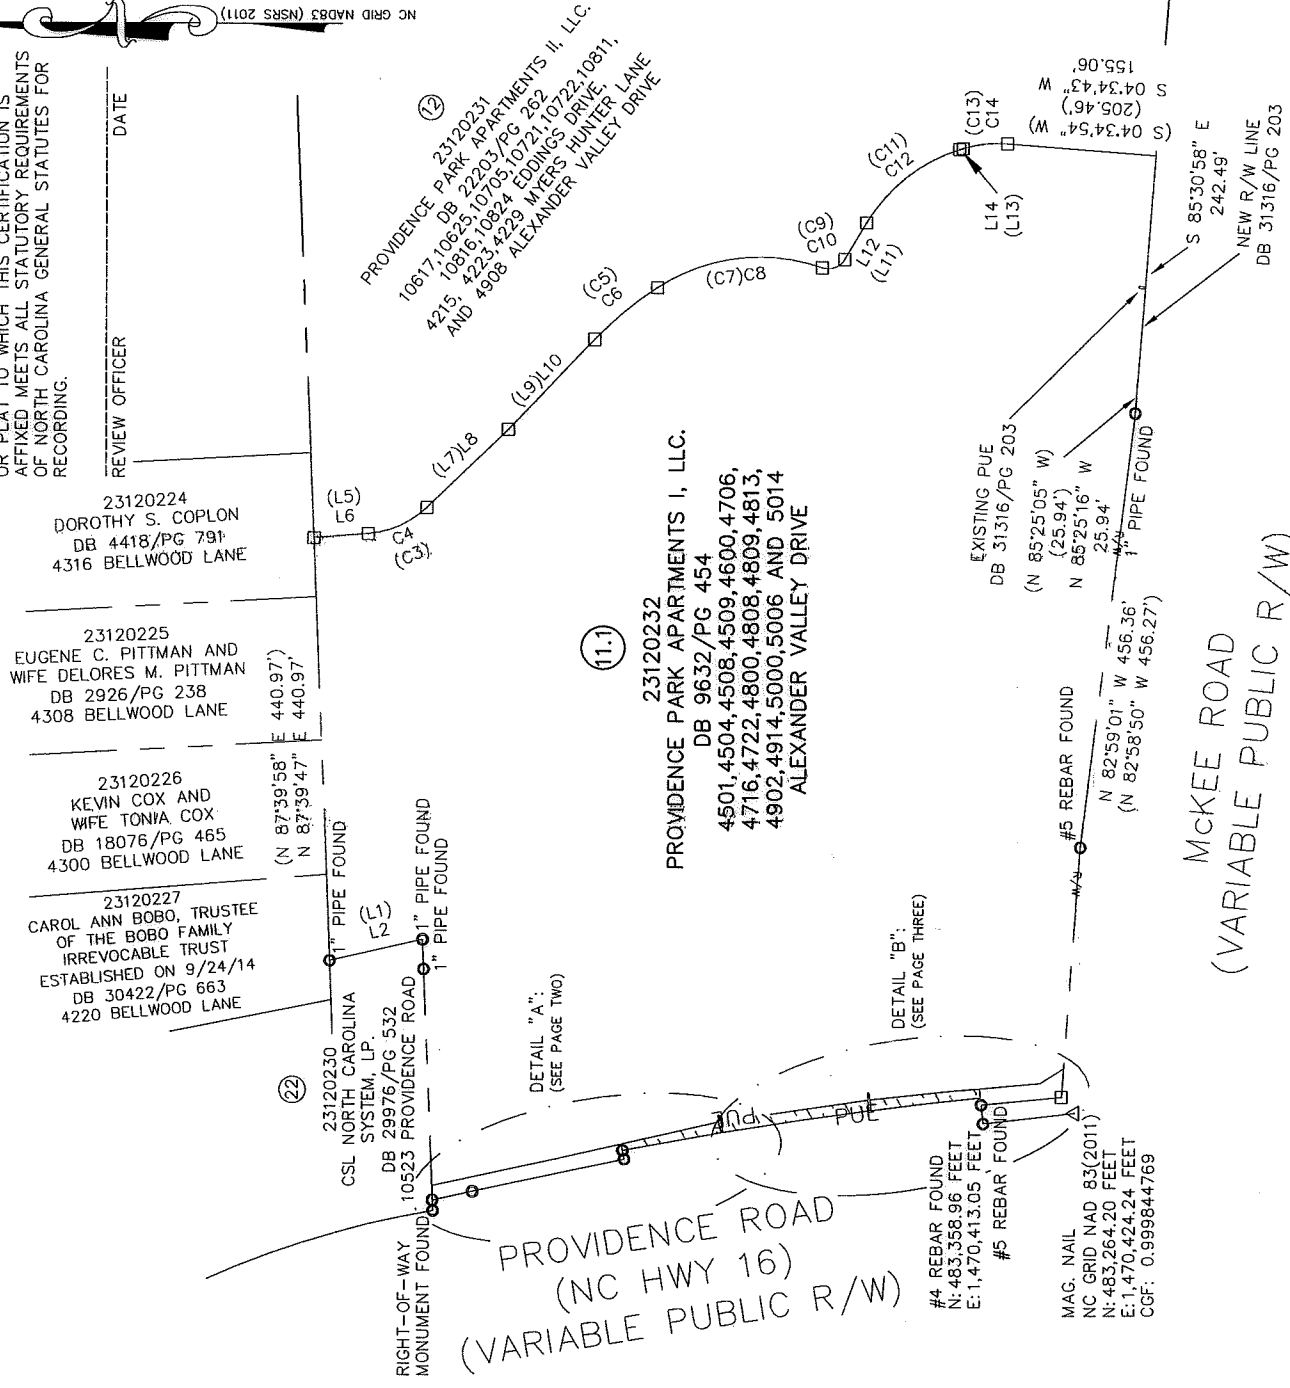 NC GRID NAD83 (NSRS 2011)
OR PLAT TO WHICH THIS CERTIFICATION IS
AFFIXED MEETS ALL STATUTORY REQUIREMENTS
OF NORTH CAROLINA GENERAL STATUTES FOR
RECORDING.
REVIEW OFFICER
DATE
12
23120231
PROVIDENCE PARK APARTMENTS II, LLC.
DB 22203/PG 262
10617,10625,10705,10721,10722,10811,
10816,10824 EDDINGS DRIVE,
4215, 4223,4229 MYERS HUNTER LANE
AND 4908 ALEXANDER VALLEY DRIVE
23120224
DOROTHY S. COPLON
DB 4418/PG 791
4316 BELLWOOD LANE
23120225
EUGENE C. PITTMAN AND
WIFE DELORES M. PITTMAN
DB 2926/PG 238
4308 BELLWOOD LANE
23120226
KEVIN COX AND
WIFE TONIA COX
DB 18076/PG 465
4300 BELLWOOD LANE
23120227
CAROL ANN BOBO, TRUSTEE
OF THE BOBO FAMILY
IRREVOCABLE TRUST
ESTABLISHED ON 9/24/14
DB 30422/PG 663
4220 BELLWOOD LANE
(N 87°39'58" E 440.97')
N 87°39'47" E 440.97'
1" PIPE FOUND
(L1)
L2
1" PIPE FOUND
1" PIPE FOUND
(L5)
L6
C4
(C3)
(L7)L8
(L9)L10
(C5)
C6
(C7)C8
(C9)
C10
L12
(L11)
(C11)
C12
(C13)
C14
L14
(L13)
(S 04°34'54" W)
(205.46')
S 04°34'43" W
155.06'
S 85°30'58" E
242.49'
NEW R/W LINE
DB 31316/PG 203
EXISTING PUE
DB 31316/PG 203
(N 85°25'05" W)
(25.94')
N 85°25'16" W
25.94'
1" PIPE FOUND
N 82°59'01" W 456.36'
(N 82°58'50" W 456.27')
#5 REBAR FOUND
11.1
23120232
PROVIDENCE PARK APARTMENTS I, LLC.
DB 9632/PG 454
4501,4504,4508,4509,4600,4706,
4716,4722,4800,4808,4809,4813,
4902,4914,5000,5006 AND 5014
ALEXANDER VALLEY DRIVE
McKEE ROAD
(VARIABLE PUBLIC R/W)
22
23120230
CSL NORTH CAROLINA
SYSTEM, LP.
DB 29976/PG 532
10523 PROVIDENCE ROAD
RIGHT-OF-WAY
MONUMENT FOUND
DETAIL "A":
(SEE PAGE TWO)
DETAIL "B":
(SEE PAGE THREE)
PUE
PUE
PROVIDENCE ROAD
(NC HWY 16)
(VARIABLE PUBLIC R/W)
#4 REBAR FOUND
N: 483,358.96 FEET
E: 1,470,413.05 FEET
#5 REBAR FOUND
MAG. NAIL
NC GRID NAD 83(2011)
N: 483,264.20 FEET
E: 1,470,424.24 FEET
CGF: 0.999844769